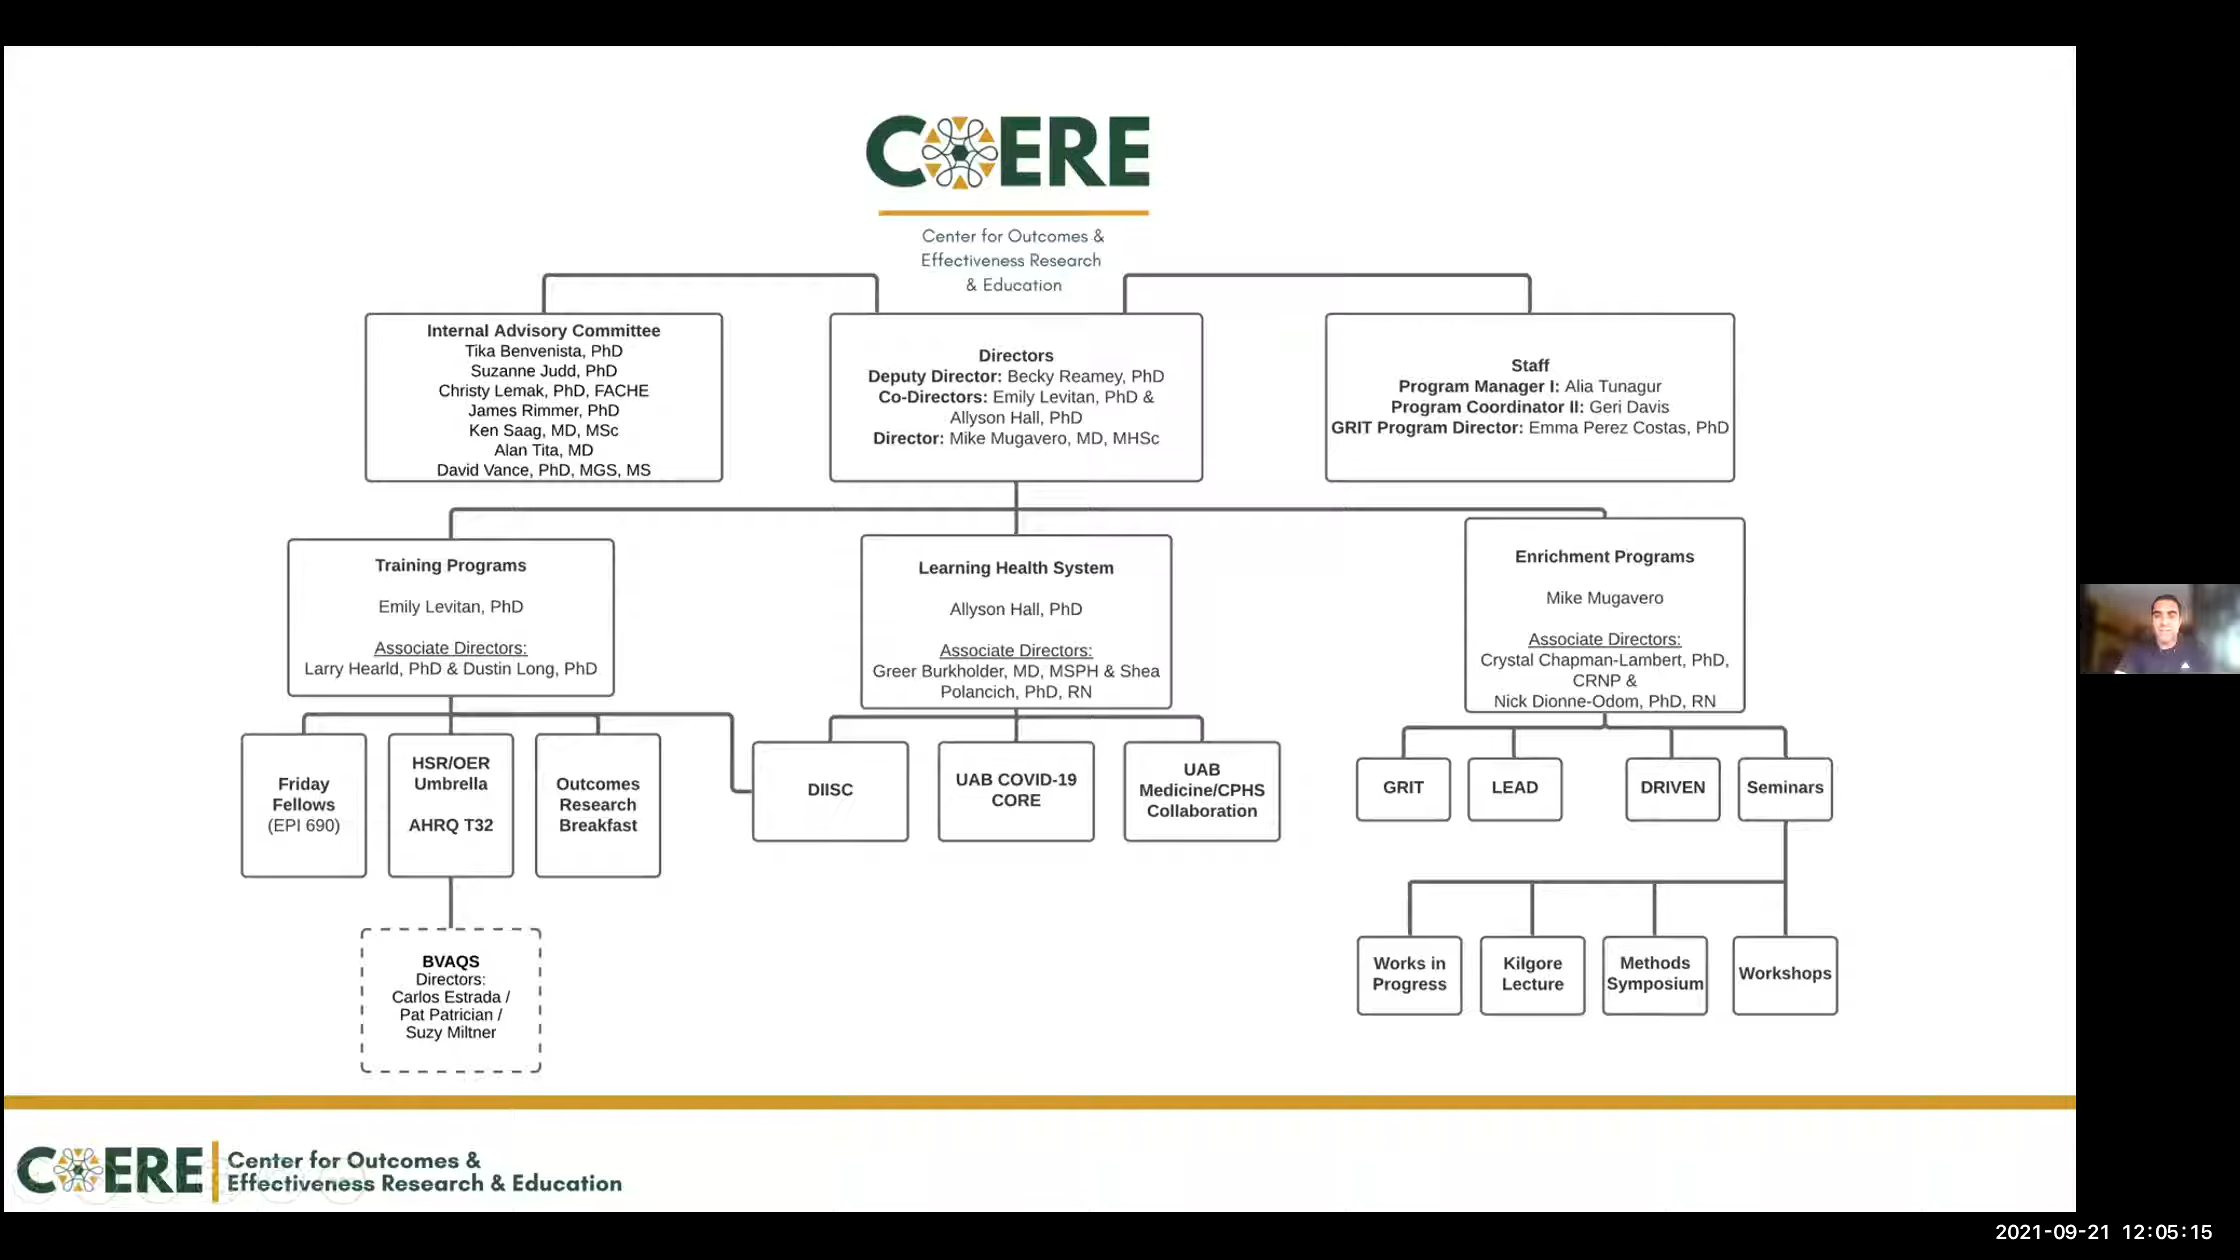 COERE
Center for Outcomes &
Effectiveness Research
& Education
Internal Advisory Committee
Tika Benvenista, PhD
Suzanne Judd, PhD
Christy Lemak, PhD, FACHE
James Rimmer, PhD
Ken Saag, MD, MSc
Alan Tita, MD
David Vance, PhD, MGS, MS
Directors
Deputy Director: Becky Reamey, PhD
Co-Directors: Emily Levitan, PhD &
Allyson Hall, PhD
Director: Mike Mugavero, MD, MHSc
Staff
Program Manager I: Alia Tunagur
Program Coordinator II: Geri Davis
GRIT Program Director: Emma Perez Costas, PhD
Training Programs
Emily Levitan, PhD
Associate Directors:
Larry Hearld, PhD & Dustin Long, PhD
Learning Health System
Allyson Hall, PhD
Associate Directors:
Greer Burkholder, MD, MSPH & Shea
Polancich, PhD, RN
Enrichment Programs
Mike Mugavero
Associate Directors:
Crystal Chapman-Lambert, PhD,
CRNP &
Nick Dionne-Odom, PhD, RN
Friday
Fellows
(EPI 690)
HSR/OER
Umbrella
AHRQ T32
Outcomes
Research
Breakfast
DIISC
UAB COVID-19
CORE
UAB
Medicine/CPHS
Collaboration
GRIT
LEAD
DRIVEN
Seminars
BVAQS
Directors:
Carlos Estrada /
Pat Patrician /
Suzy Miltner
Works in
Progress
Kilgore
Lecture
Methods
Symposium
Workshops
COERE
Center for Outcomes &
Effectiveness Research & Education
2021-09-21 12:05:15